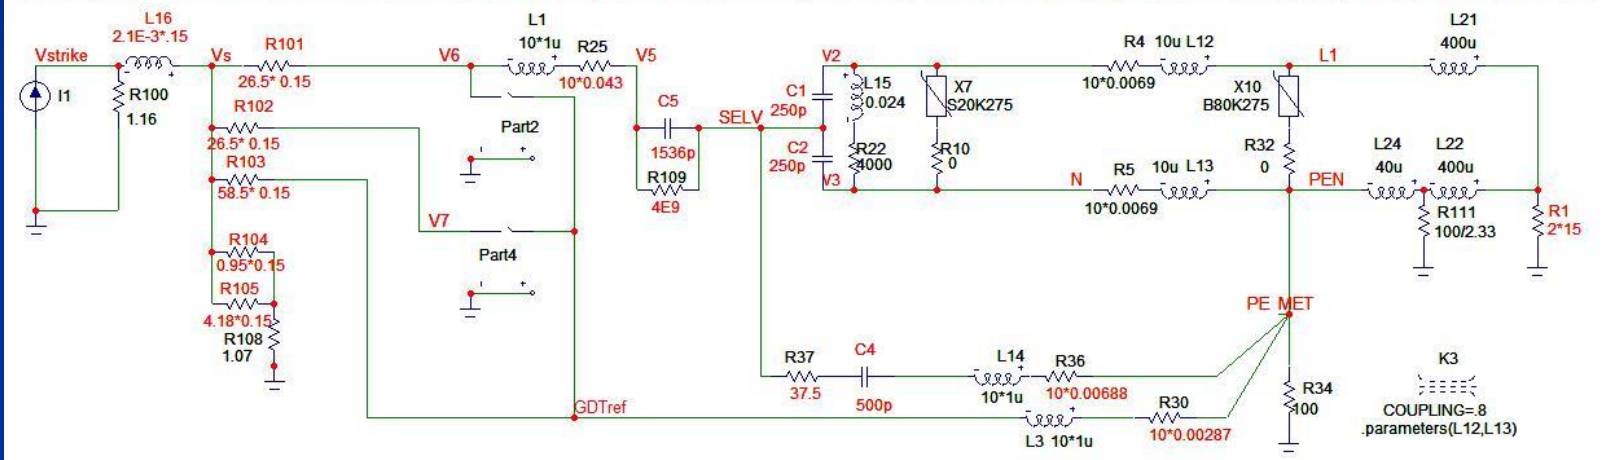 L16
2.1E-3*.15
Vstrike
Vs
R101
26.5* 0.15
V6
L1
10*1u
R25
10*0.043
V5
V2
R4
10u L12
10*0.0069
L1
L21
400u
I1
R100
1.16
R102
26.5* 0.15
R103
58.5* 0.15
Part2
C5
1536p
R109
4E9
SELV
C1
250p
C2
250p
V3
L15
0.024
R22
4000
X7
S20K275
R10
0
X10
B80K275
R32
0
N
R5
10u L13
10*0.0069
PEN
L24
40u
L22
400u
R111
100/2.33
R1
2*15
V7
Part4
R104
0.95*0.15
R105
4.18*0.15
R108
1.07
PE MET
R37
37.5
C4
500p
L14
10*1u
R36
10*0.00688
GDTref
L3 10*1u
R30
10*0.00287
R34
100
K3
COUPLING=.8
.parameters(L12,L13)